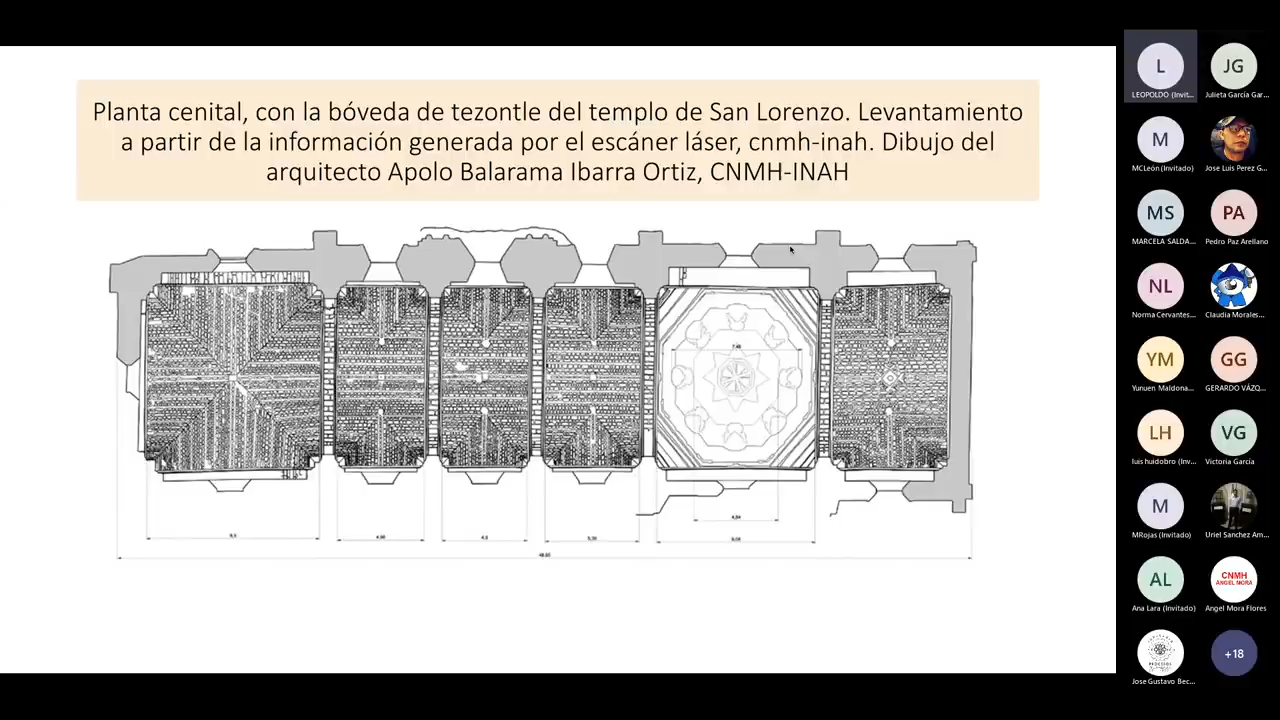 Planta cenital, con la bóveda de tezontle del templo de San Lorenzo. Levantamiento
a partir de la información generada por el escáner láser, cnmh-inah. Dibujo del
arquitecto Apolo Balarama Ibarra Ortiz, CNMH-INAH
L
LEOPOLDO (Invit...
JG
Julieta García Gar...
M
MCLeón (Invitado)
Jose Luis Perez G...
MS
MARCELA SALDA...
PA
Pedro Paz Arellano
NL
Norma Cervantes...
Claudia Morales...
YM
Yunuen Maldona...
GG
GERARDO VÁZQ...
LH
luis huidobro (Inv...
VG
Victoria García
M
MRojas (Invitado)
Uriel Sanchez Am...
AL
Ana Lara (Invitado)
CNMH
ANGEL MORA
Angel Mora Flores
Jose Gustavo Bec...
+18